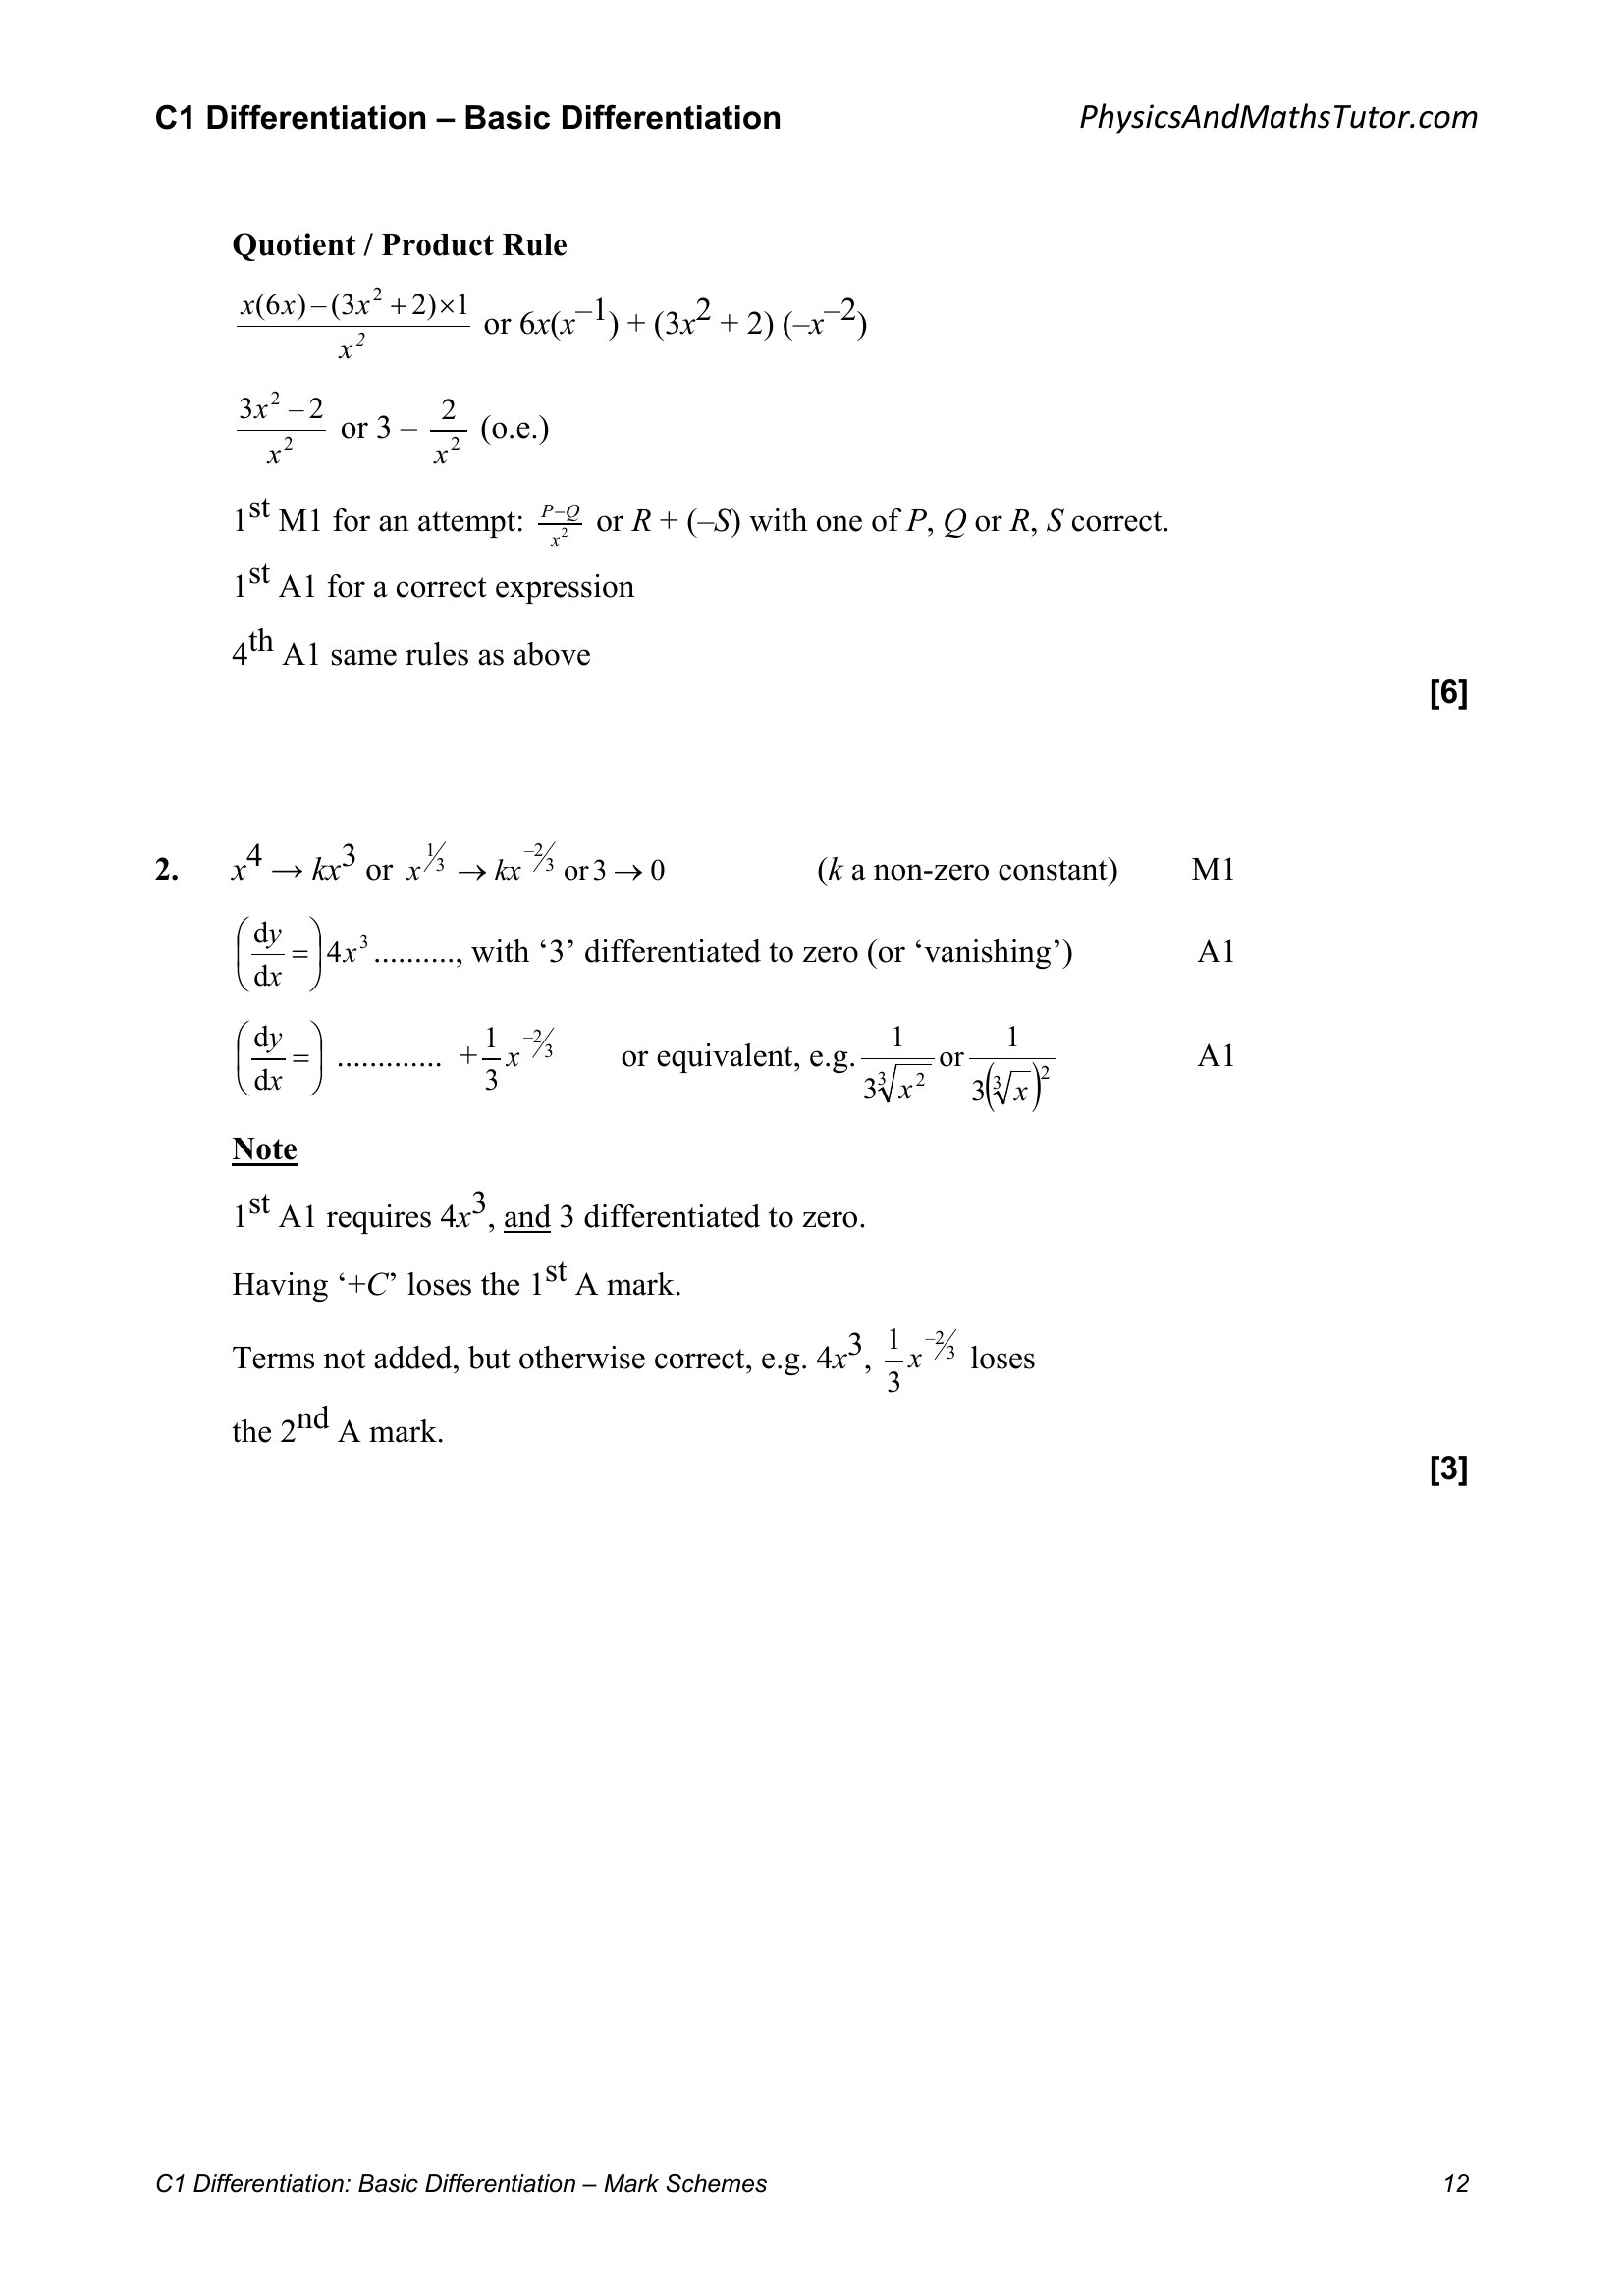 C1 Differentiation – Basic Differentiation PhysicsAndMathsTutor.com
Quotient / Product Rule
$\frac{x(6x)-(3x^2+2)\times 1}{x^2}$ or $6x(x^{-1}) + (3x^2 + 2)(-x^{-2})$
$\frac{3x^2-2}{x^2}$ or $3 - \frac{2}{x^2}$ (o.e.)
1st M1 for an attempt: $\frac{P-Q}{x^2}$ or R + (–S) with one of P, Q or R, S correct.
1st A1 for a correct expression
4th A1 same rules as above
[6]
2. $x^4 \to kx^3$ or $x^{1/3} \to kx^{-2/3}$ or $3 \to 0$ (k a non-zero constant) M1
$\left(\frac{dy}{dx}=\right) 4x^3$ .........., with ‘3’ differentiated to zero (or ‘vanishing’) A1
$\left(\frac{dy}{dx}=\right)$ ............. $+\frac{1}{3}x^{-2/3}$ or equivalent, e.g. $\frac{1}{3\sqrt[3]{x^2}}$ or $\frac{1}{3\left(\sqrt[3]{x}\right)^2}$ A1
Note
1st A1 requires $4x^3$, and 3 differentiated to zero.
Having ‘+C’ loses the 1st A mark.
Terms not added, but otherwise correct, e.g. $4x^3, \frac{1}{3}x^{-2/3}$ loses
the 2nd A mark.
[3]
C1 Differentiation: Basic Differentiation – Mark Schemes 12